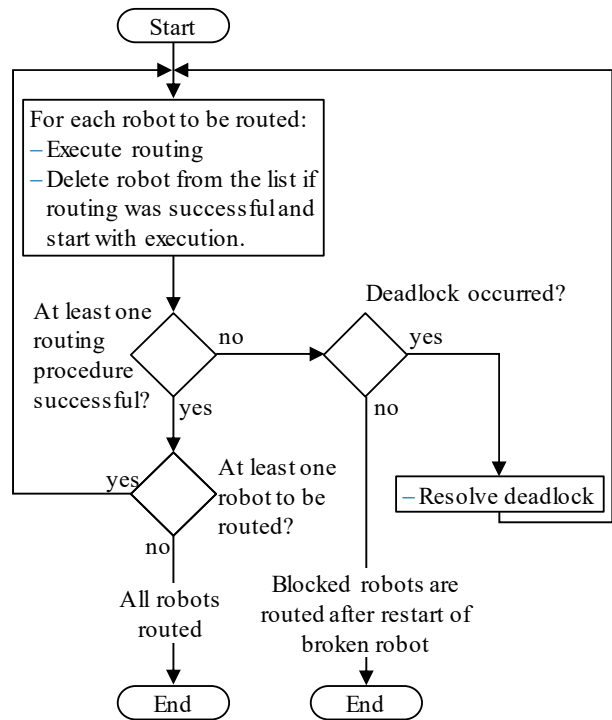 Start
For each robot to be routed:
– Execute routing
– Delete robot from the list if
routing was successful and
start with execution.
Deadlock occurred?
At least one
routing
procedure
successful?
no
yes
yes
no
yes
At least one
robot to be
routed?
– Resolve deadlock
no
All robots
routed
Blocked robots are
routed after restart of
broken robot
End
End